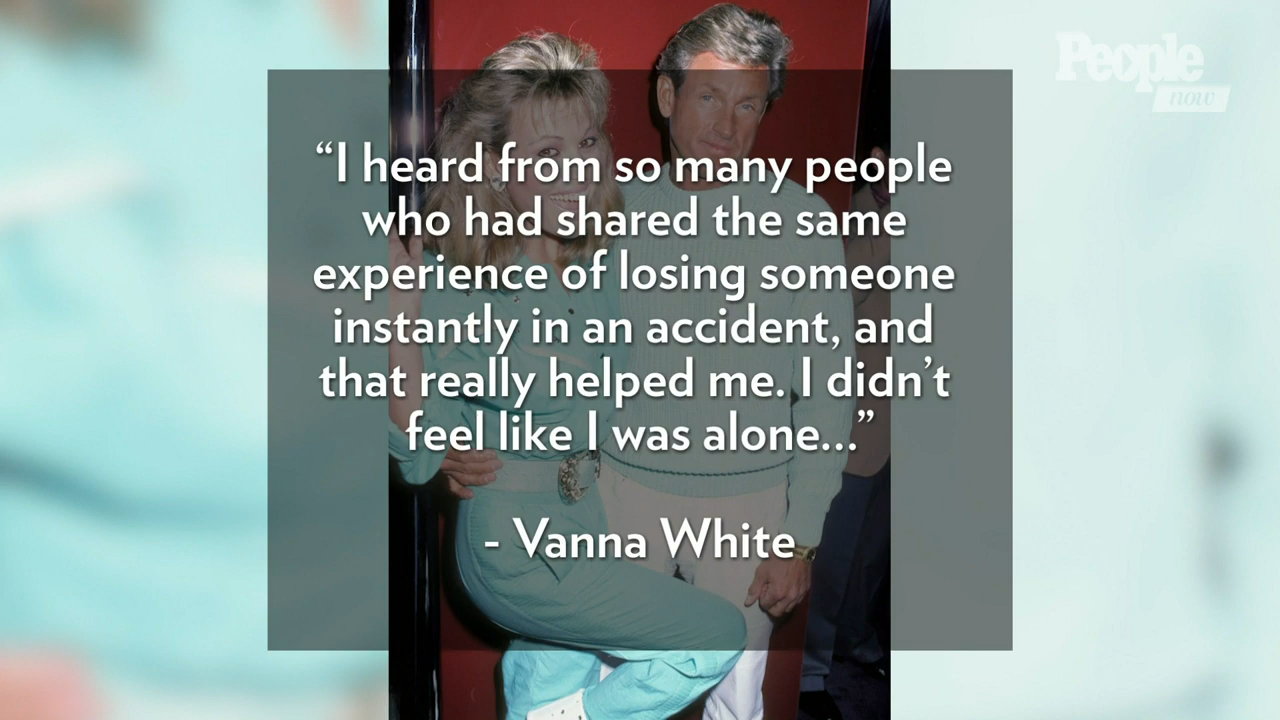 People
now
“I heard from so many people
who had shared the same
experience of losing someone
instantly in an accident, and
that really helped me. I didn’t
feel like I was alone...”
- Vanna White